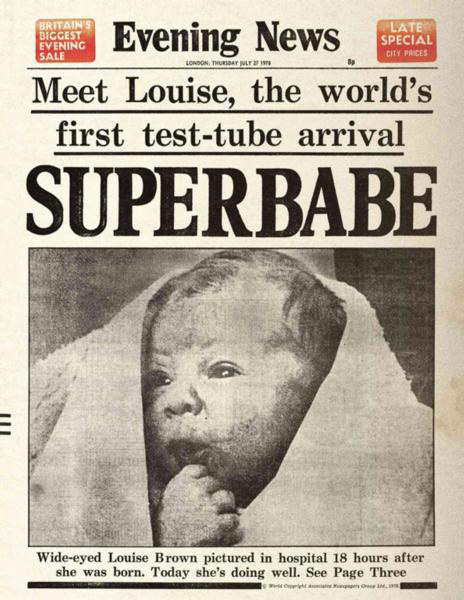 BRITAIN'S
BIGGEST
EVENING
SALE
Evening News
LATE
SPECIAL
CITY PRICES
LONDON: THURSDAY JULY 27 1978
8p
Meet Louise, the world's
first test-tube arrival
SUPERBABE
Wide-eyed Louise Brown pictured in hospital 18 hours after
she was born. Today she's doing well. See Page Three
© World Copyright Associated Newspapers Group Ltd., 1978